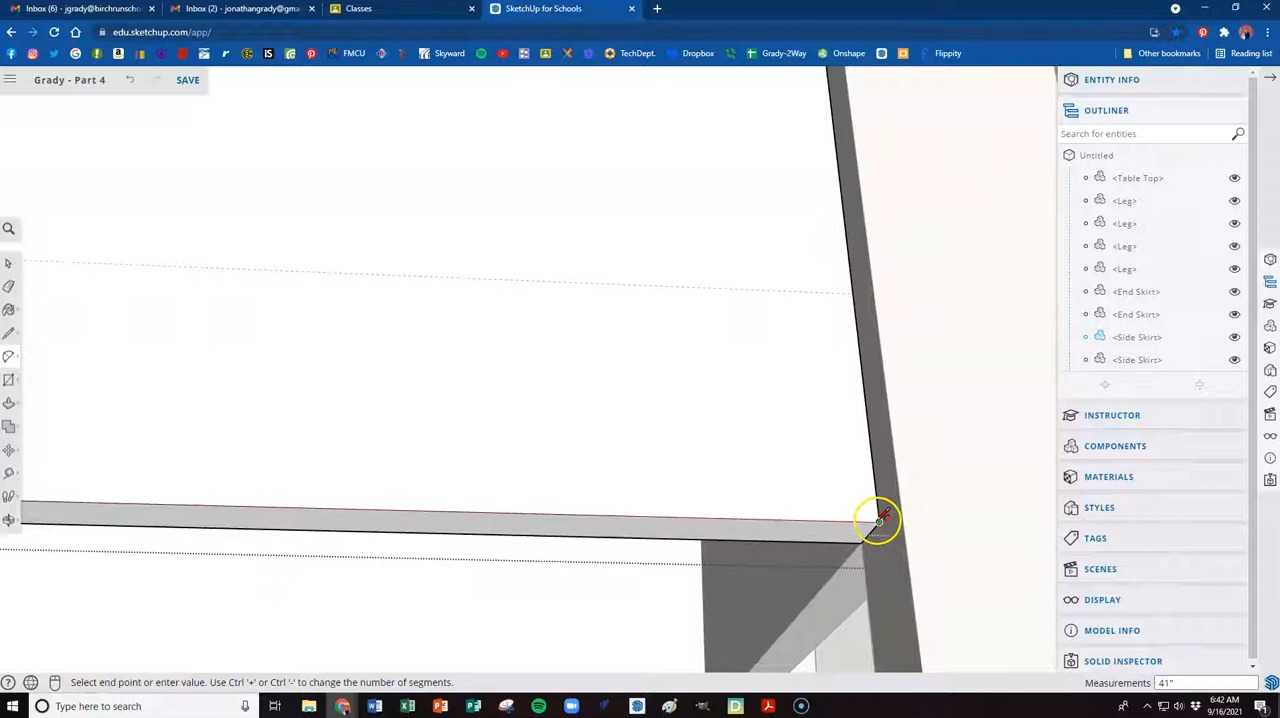 Inbox (6) - jgrady@birchrunschoo
Inbox (2) - jonathangrady@gma
Classes
SketchUp for Schools
edu.sketchup.com/app/
FMCU
Skyward
TechDept.
Dropbox
Grady-2Way
Onshape
Flippity
Other bookmarks
Reading list
Grady - Part 4
SAVE
ENTITY INFO
OUTLINER
Search for entities
Untitled
<Table Top>
<Leg>
<Leg>
<Leg>
<Leg>
<End Skirt>
<End Skirt>
<Side Skirt>
<Side Skirt>
INSTRUCTOR
COMPONENTS
MATERIALS
STYLES
TAGS
SCENES
DISPLAY
MODEL INFO
SOLID INSPECTOR
Select end point or enter value. Use Ctrl '+' or Ctrl '-' to change the number of segments.
Measurements 41"
Type here to search
6:42 AM
9/16/2021